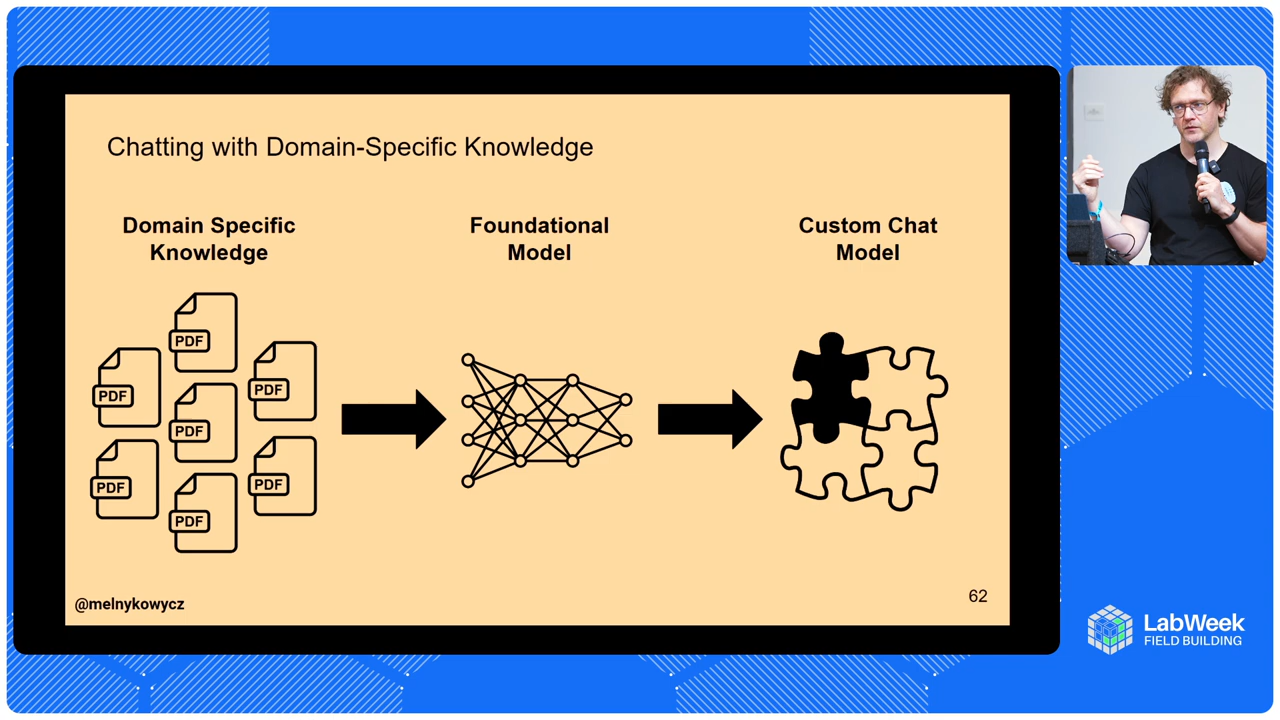 Chatting with Domain-Specific Knowledge
Domain Specific
Knowledge
Foundational
Model
Custom Chat
Model
PDF
PDF
PDF
PDF
PDF
PDF
PDF
@melnykowycz
62
LabWeek
FIELD BUILDING